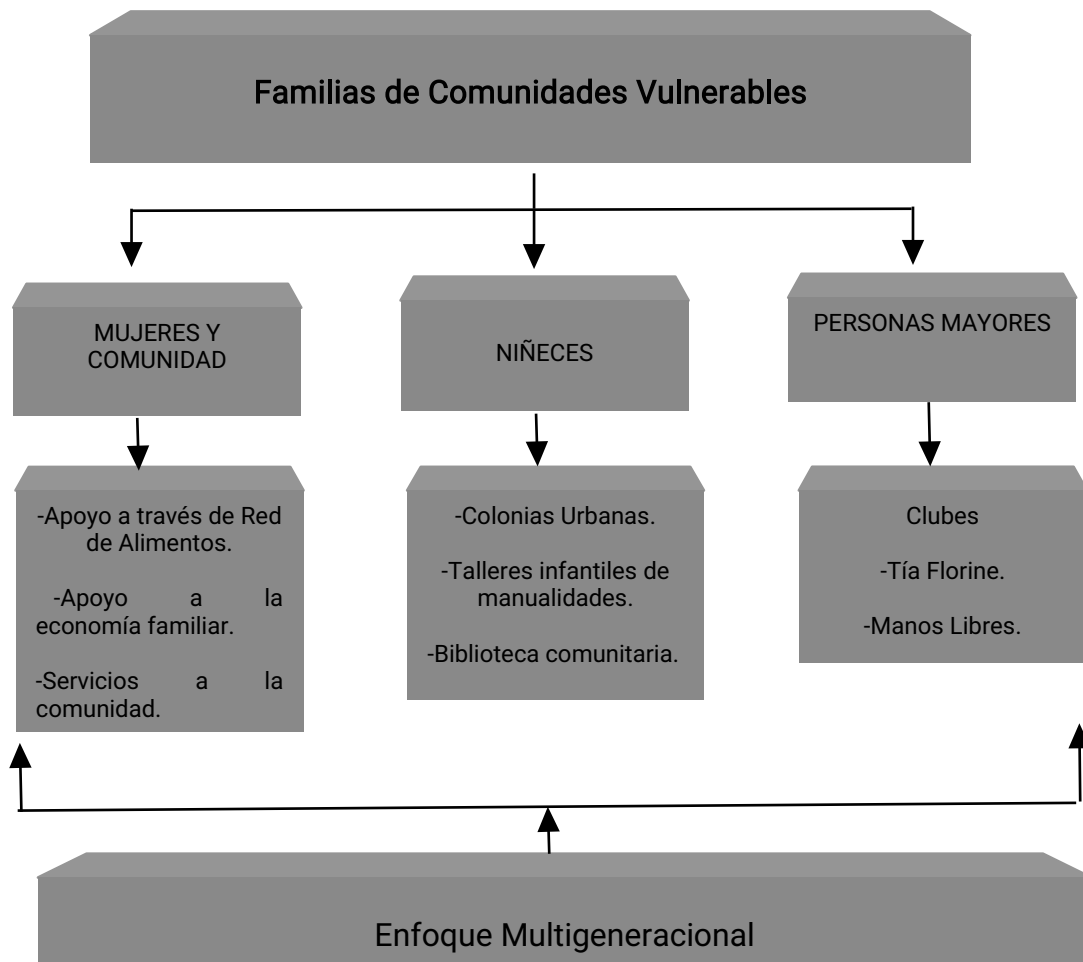 Familias de Comunidades Vulnerables
MUJERES Y
COMUNIDAD
NIÑECES
PERSONAS MAYORES
-Apoyo a través de Red
de Alimentos.
-Apoyo a la
economía familiar.
-Servicios a la
comunidad.
-Colonias Urbanas.
-Talleres infantiles de
manualidades.
-Biblioteca comunitaria.
Clubes
-Tía Florine.
-Manos Libres.
Enfoque Multigeneracional